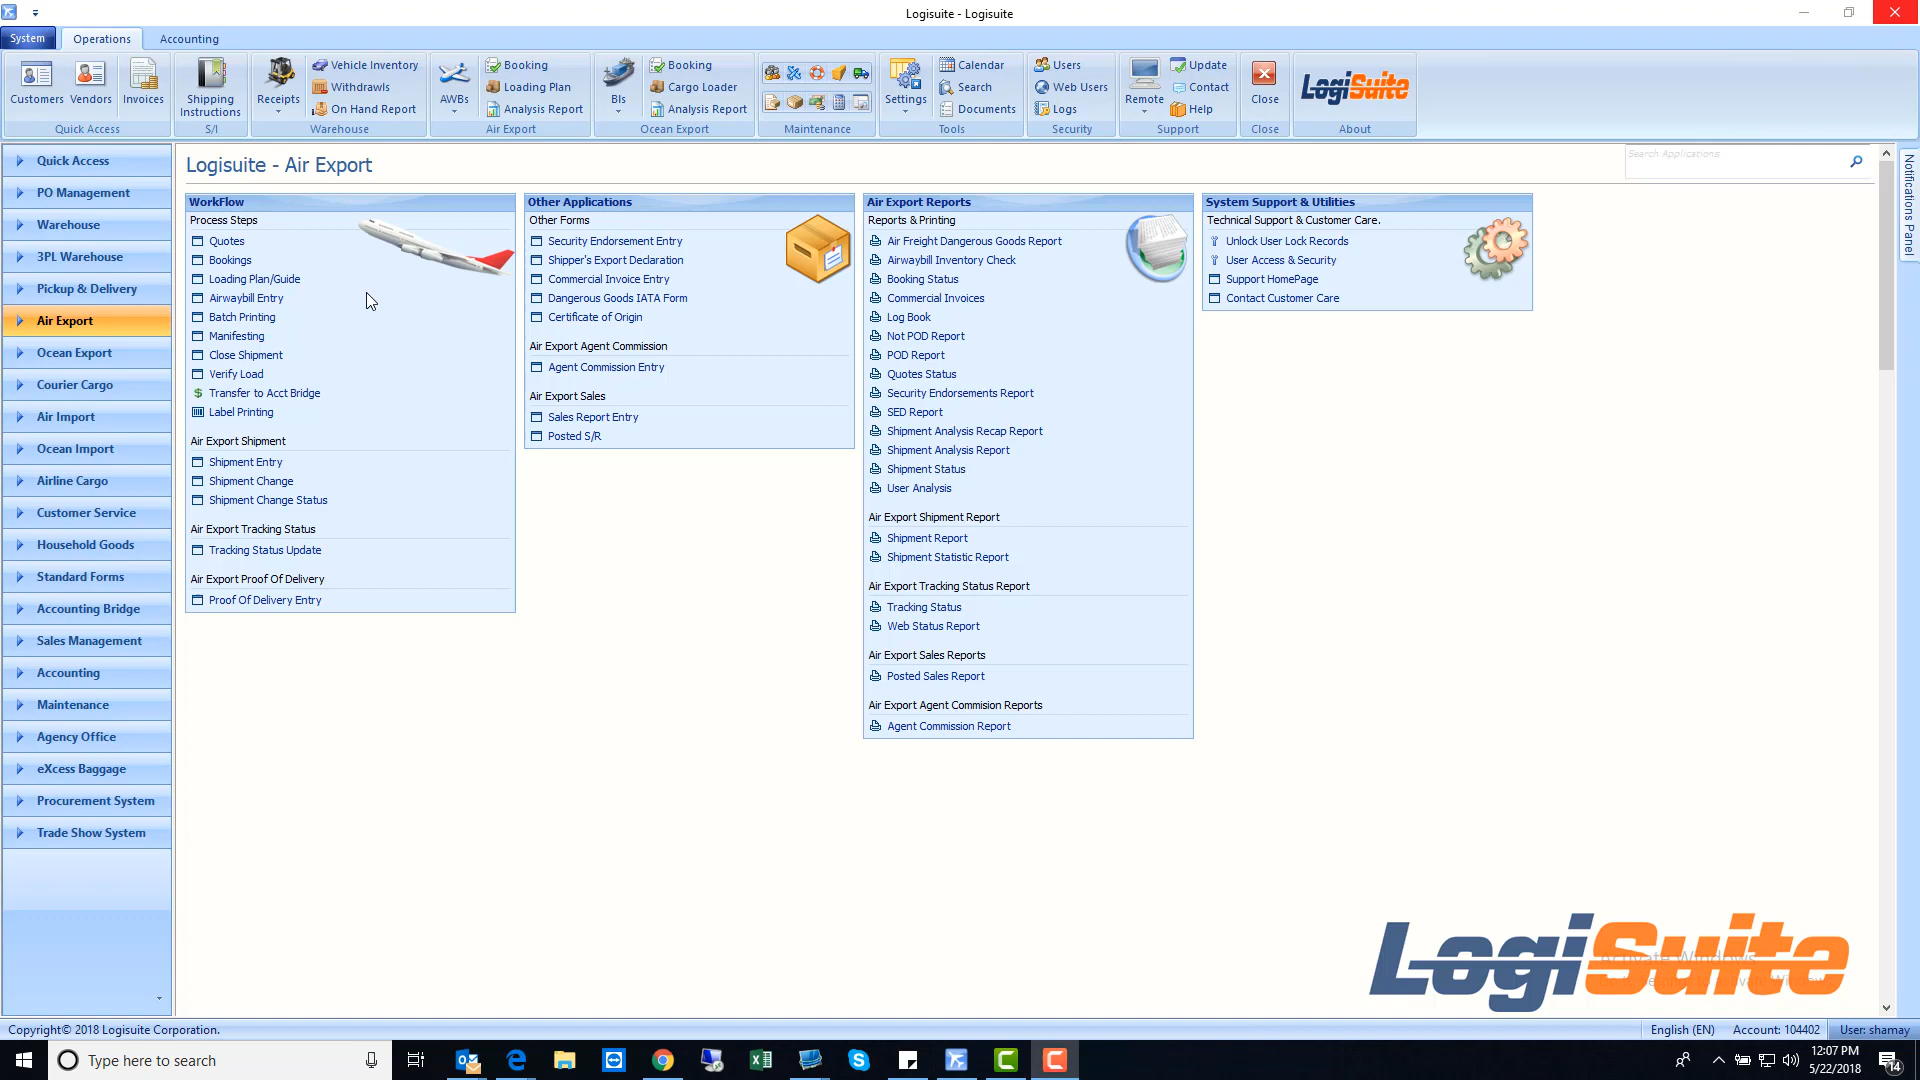 Logisuite - Logisuite
System
Operations
Accounting
Customers
Vendors
Invoices
Quick Access
Shipping
Instructions
S/I
Receipts
Vehicle Inventory
Withdrawls
On Hand Report
Warehouse
AWBs
Booking
Loading Plan
Analysis Report
Air Export
Bls
Booking
Cargo Loader
Analysis Report
Ocean Export
Maintenance
Settings
Calendar
Search
Documents
Tools
Users
Web Users
Logs
Security
Remote
Update
Contact
Help
Support
Close
Close
LogiSuite
About
Quick Access
PO Management
Warehouse
3PL Warehouse
Pickup & Delivery
Air Export
Ocean Export
Courier Cargo
Air Import
Ocean Import
Airline Cargo
Customer Service
Household Goods
Standard Forms
Accounting Bridge
Sales Management
Accounting
Maintenance
Agency Office
eXcess Baggage
Procurement System
Trade Show System
Logisuite - Air Export
Search Applications
Notifications Panel
WorkFlow
Process Steps
Quotes
Bookings
Loading Plan/Guide
Airwaybill Entry
Batch Printing
Manifesting
Close Shipment
Verify Load
Transfer to Acct Bridge
Label Printing
Air Export Shipment
Shipment Entry
Shipment Change
Shipment Change Status
Air Export Tracking Status
Tracking Status Update
Air Export Proof Of Delivery
Proof Of Delivery Entry
Other Applications
Other Forms
Security Endorsement Entry
Shipper's Export Declaration
Commercial Invoice Entry
Dangerous Goods IATA Form
Certificate of Origin
Air Export Agent Commission
Agent Commission Entry
Air Export Sales
Sales Report Entry
Posted S/R
Air Export Reports
Reports & Printing
Air Freight Dangerous Goods Report
Airwaybill Inventory Check
Booking Status
Commercial Invoices
Log Book
Not POD Report
POD Report
Quotes Status
Security Endorsements Report
SED Report
Shipment Analysis Recap Report
Shipment Analysis Report
Shipment Status
User Analysis
Air Export Shipment Report
Shipment Report
Shipment Statistic Report
Air Export Tracking Status Report
Tracking Status
Web Status Report
Air Export Sales Reports
Posted Sales Report
Air Export Agent Commision Reports
Agent Commission Report
System Support & Utilities
Technical Support & Customer Care.
Unlock User Lock Records
User Access & Security
Support HomePage
Contact Customer Care
LogiSuite
Activate Windows
Copyright© 2018 Logisuite Corporation.
English (EN)
Account: 104402
User: shamay
Type here to search
12:07 PM
5/22/2018
14